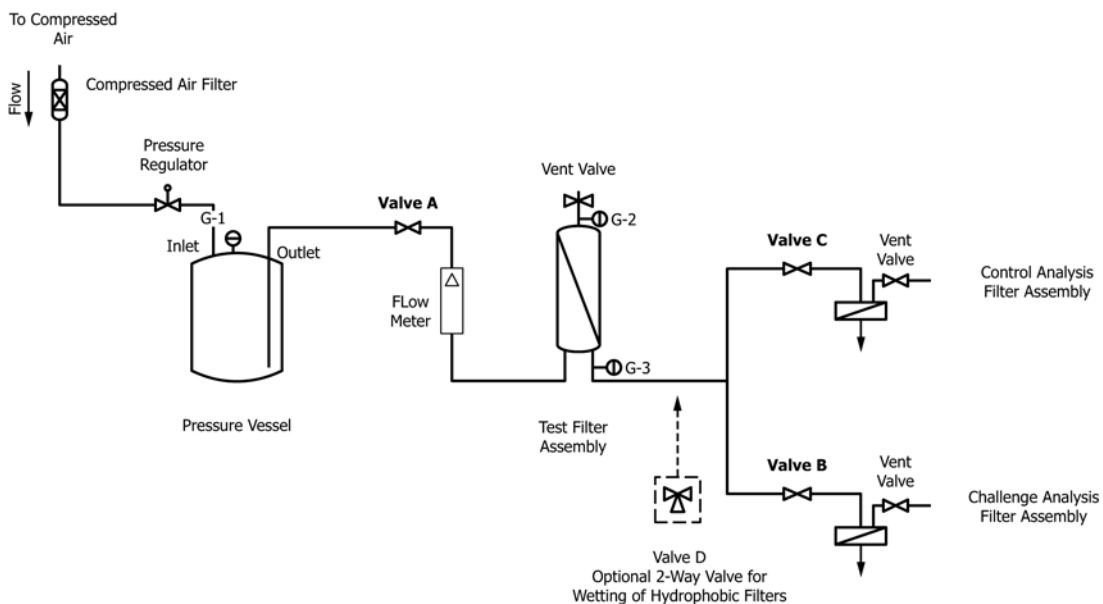 To Compressed
Air
Flow
Compressed Air Filter
Pressure
Regulator
G-1
Inlet
Outlet
Pressure Vessel
Valve A
FLow
Meter
Vent Valve
G-2
G-3
Test Filter
Assembly
Valve C
Vent
Valve
Control Analysis
Filter Assembly
Valve B
Vent
Valve
Challenge Analysis
Filter Assembly
Valve D
Optional 2-Way Valve for
Wetting of Hydrophobic Filters